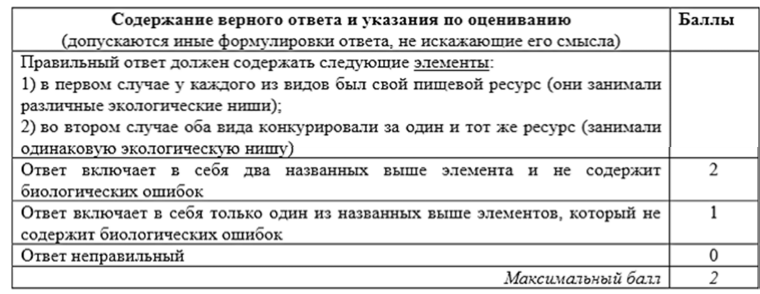 Содержание верного ответа и указания по оцениванию
(допускаются иные формулировки ответа, не искажающие его смысла)
Баллы
Правильный ответ должен содержать следующие элементы:
1) в первом случае у каждого из видов был свой пищевой ресурс (они занимали
различные экологические ниши);
2) во втором случае оба вида конкурировали за один и тот же ресурс (занимали
одинаковую экологическую нишу)
Ответ включает в себя два названных выше элемента и не содержит
биологических ошибок
2
Ответ включает в себя только один из названных выше элементов, который не
содержит биологических ошибок
1
Ответ неправильный
0
Максимальный балл
2